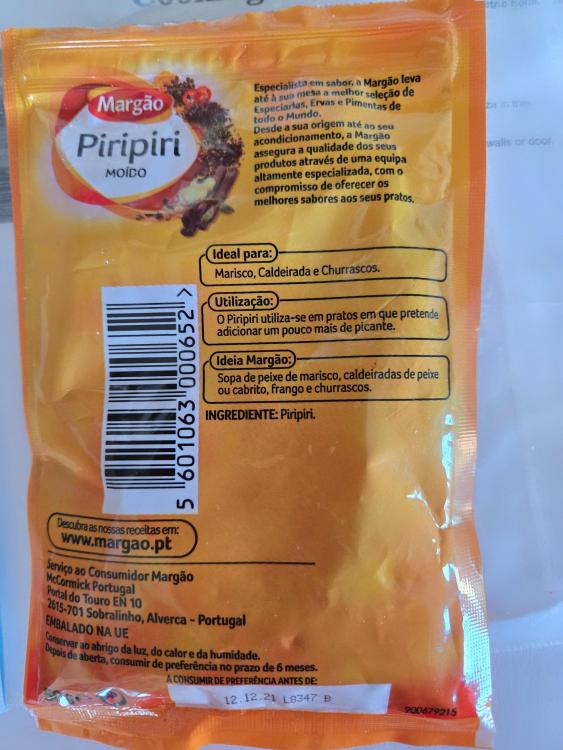 Margão
Piripiri
MOÍDO
Especialista em sabor, a Margão leva
até à sua mesa a melhor seleção de
Especiarias, Ervas e Pimentas de
todo o Mundo.
Desde a sua origem até ao seu
acondicionamento, a Margão
assegura a qualidade dos seus
produtos através de uma equipa
altamente especializada, com o
compromisso de oferecer os
melhores sabores aos seus pratos.
Ideal para:
Marisco, Caldeirada e Churrascos.
Utilização:
O Piripiri utiliza-se em pratos em que pretende
adicionar um pouco mais de picante.
Ideia Margão:
Sopa de peixe de marisco, caldeiradas de peixe
ou cabrito, frango e churrascos.
INGREDIENTE: Piripiri.
5 601063 000652 >
Descubra as nossas receitas em:
www.margao.pt
Serviço ao Consumidor Margão
McCormick Portugal
Portal do Touro EN 10
2615-701 Sobralinho, Alverca - Portugal
EMBALADO NA UE
Conservar ao abrigo da luz, do calor e da humidade.
Depois de aberta, consumir de preferência no prazo de 6 meses.
A CONSUMIR DE PREFERÊNCIA ANTES DE:
12.12.21 L8347 B
900679215
walls or door